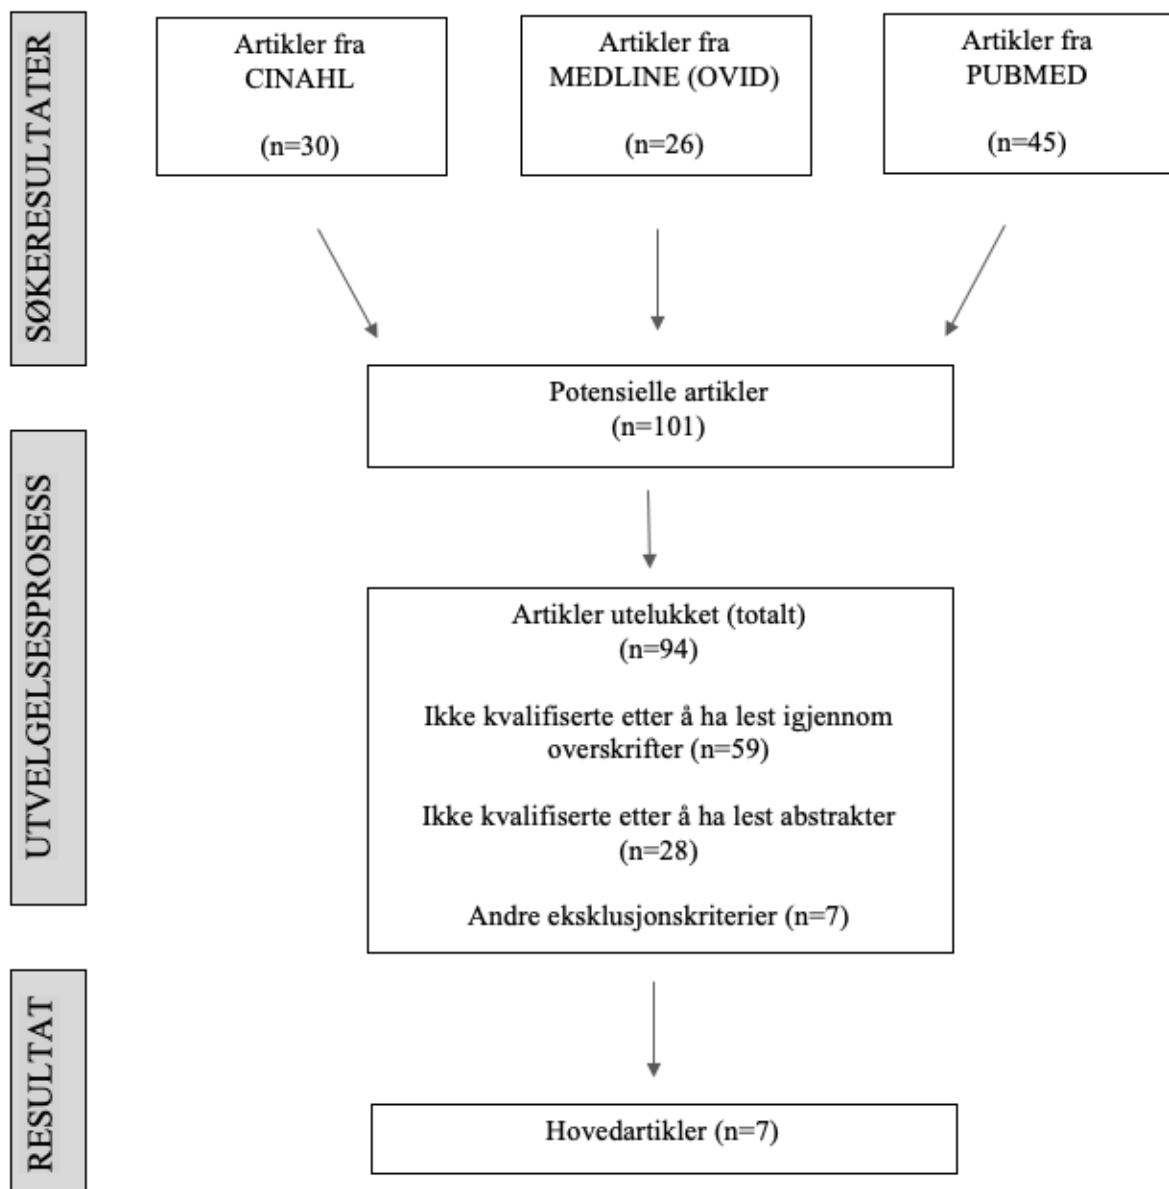 SØKERESULTATER
Artikler fra
CINAHL
(n=30)
Artikler fra
MEDLINE (OVID)
(n=26)
Artikler fra
PUBMED
(n=45)
Potensielle artikler
(n=101)
UTVELGELSESPROSESS
Artikler utelukket (totalt)
(n=94)
Ikke kvalifiserte etter å ha lest igjennom
overskrifter (n=59)
Ikke kvalifiserte etter å ha lest abstrakter
(n=28)
Andre eksklusjonskriterier (n=7)
RESULTAT
Hovedartikler (n=7)